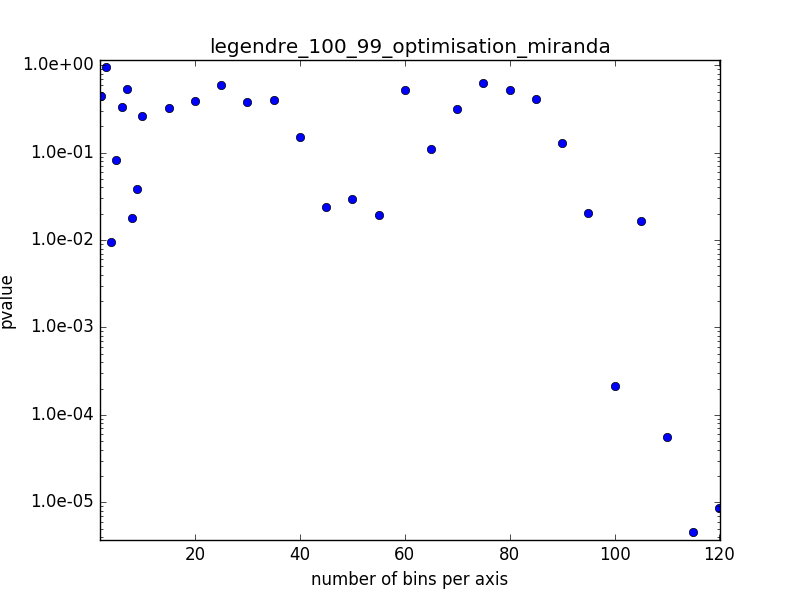 legendre_100_99_optimisation_miranda
1.0e+00
1.0e-01
1.0e-02
1.0e-03
1.0e-04
1.0e-05
pvalue
20 40 60 80 100 120
number of bins per axis